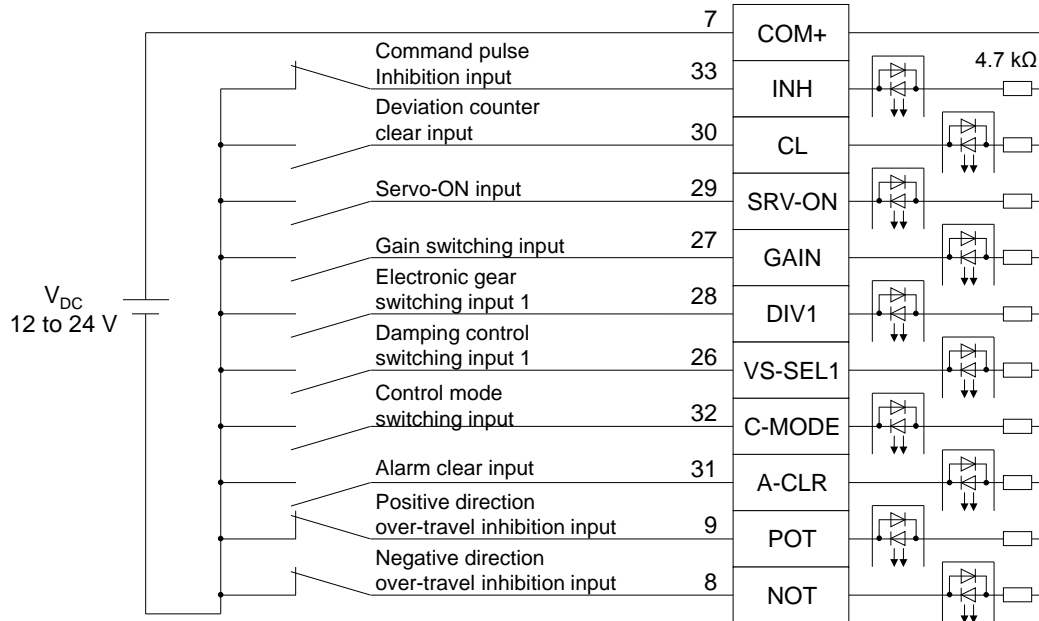 7
COM+
Command pulse
Inhibition input
33
INH
4.7 kΩ
Deviation counter
clear input
30
CL
Servo-ON input
29
SRV-ON
Gain switching input
27
GAIN
Electronic gear
switching input 1
28
DIV1
V_DC
12 to 24 V
Damping control
switching input 1
26
VS-SEL1
Control mode
switching input
32
C-MODE
Alarm clear input
31
A-CLR
Positive direction
over-travel inhibition input
9
POT
Negative direction
over-travel inhibition input
8
NOT